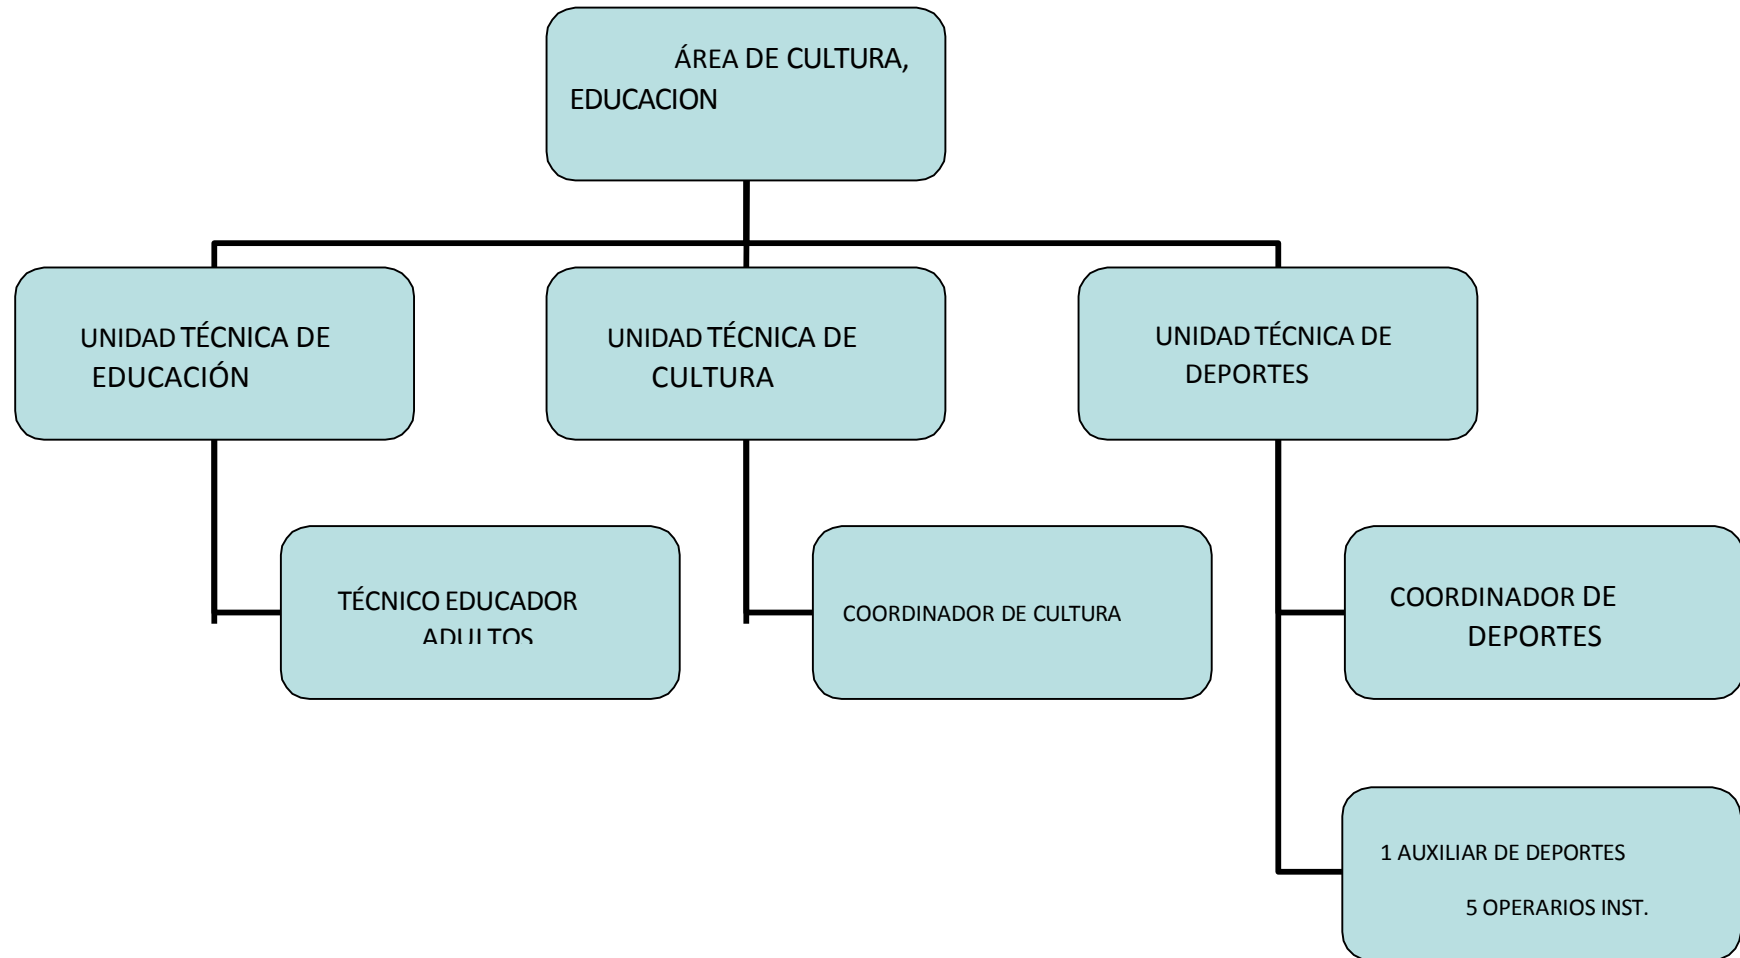 ÁREA DE CULTURA,
EDUCACION
UNIDAD TÉCNICA DE
EDUCACIÓN
UNIDAD TÉCNICA DE
CULTURA
UNIDAD TÉCNICA DE
DEPORTES
TÉCNICO EDUCADOR
ADULTOS
COORDINADOR DE CULTURA
COORDINADOR DE
DEPORTES
1 AUXILIAR DE DEPORTES
5 OPERARIOS INST.